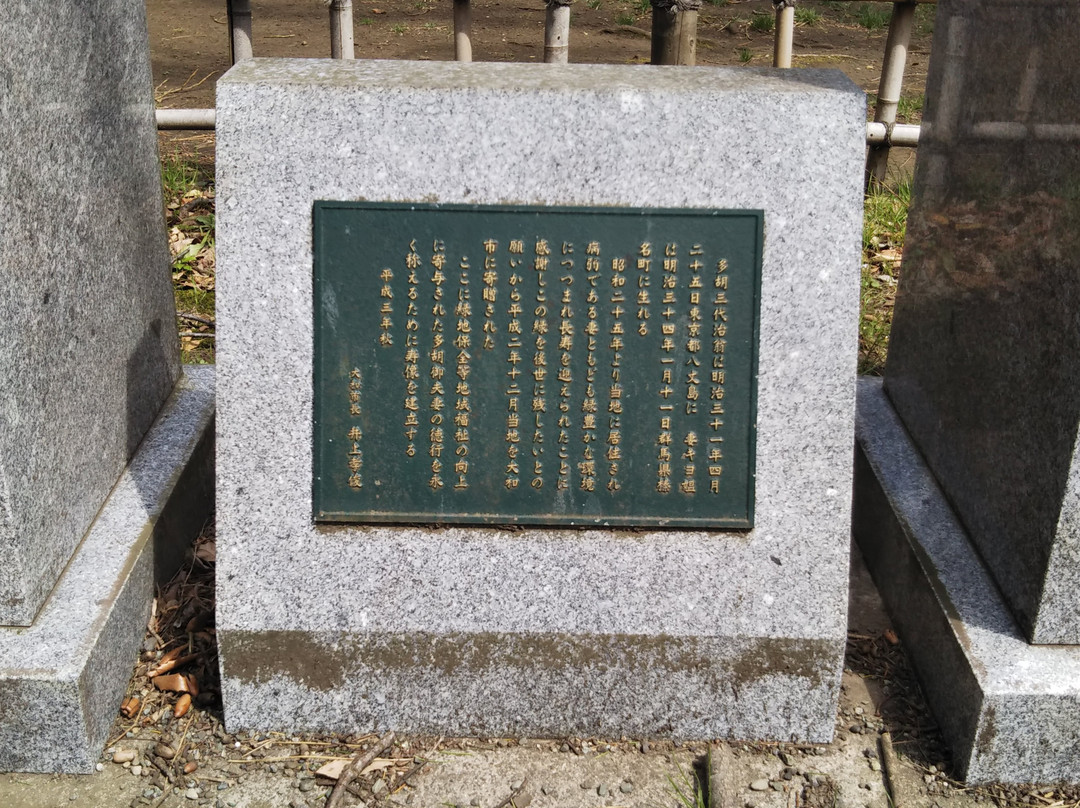 多胡三代治翁は明治三十一年四月
二十五日東京都八丈島に 妻キヨ媼
は明治三十四年一月十一日群馬県榛
名町に生れる
昭和二十五年より当地に居住され
病弱である妻ともども緑豊かな環境
につつまれ長寿を迎えられたことに
感謝しこの緑を後世に残したいとの
願いから平成二年十二月当地を大和
市に寄贈された
ここに緑地保全等地域福祉の向上
に寄与された多胡御夫妻の徳行を永
く称えるために寿像を建立する
平成三年秋
大和市長 井上孝俊